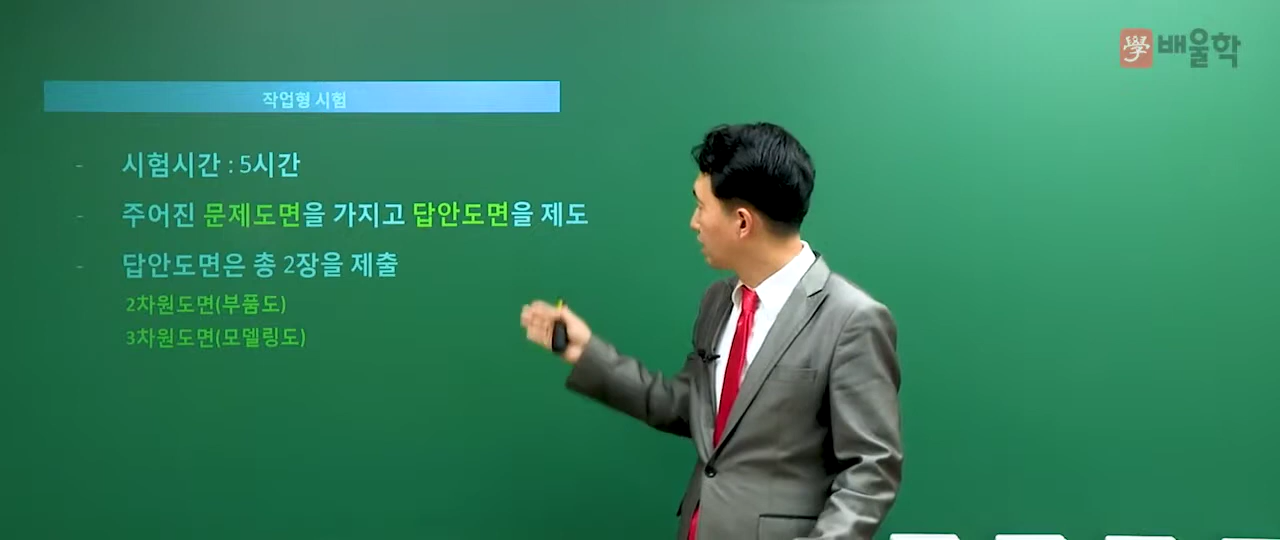 學 배울학
작업형 시험
- 시험시간 : 5시간
- 주어진 문제도면을 가지고 답안도면을 제도
- 답안도면은 총 2장을 제출
2차원도면(부품도)
3차원도면(모델링도)